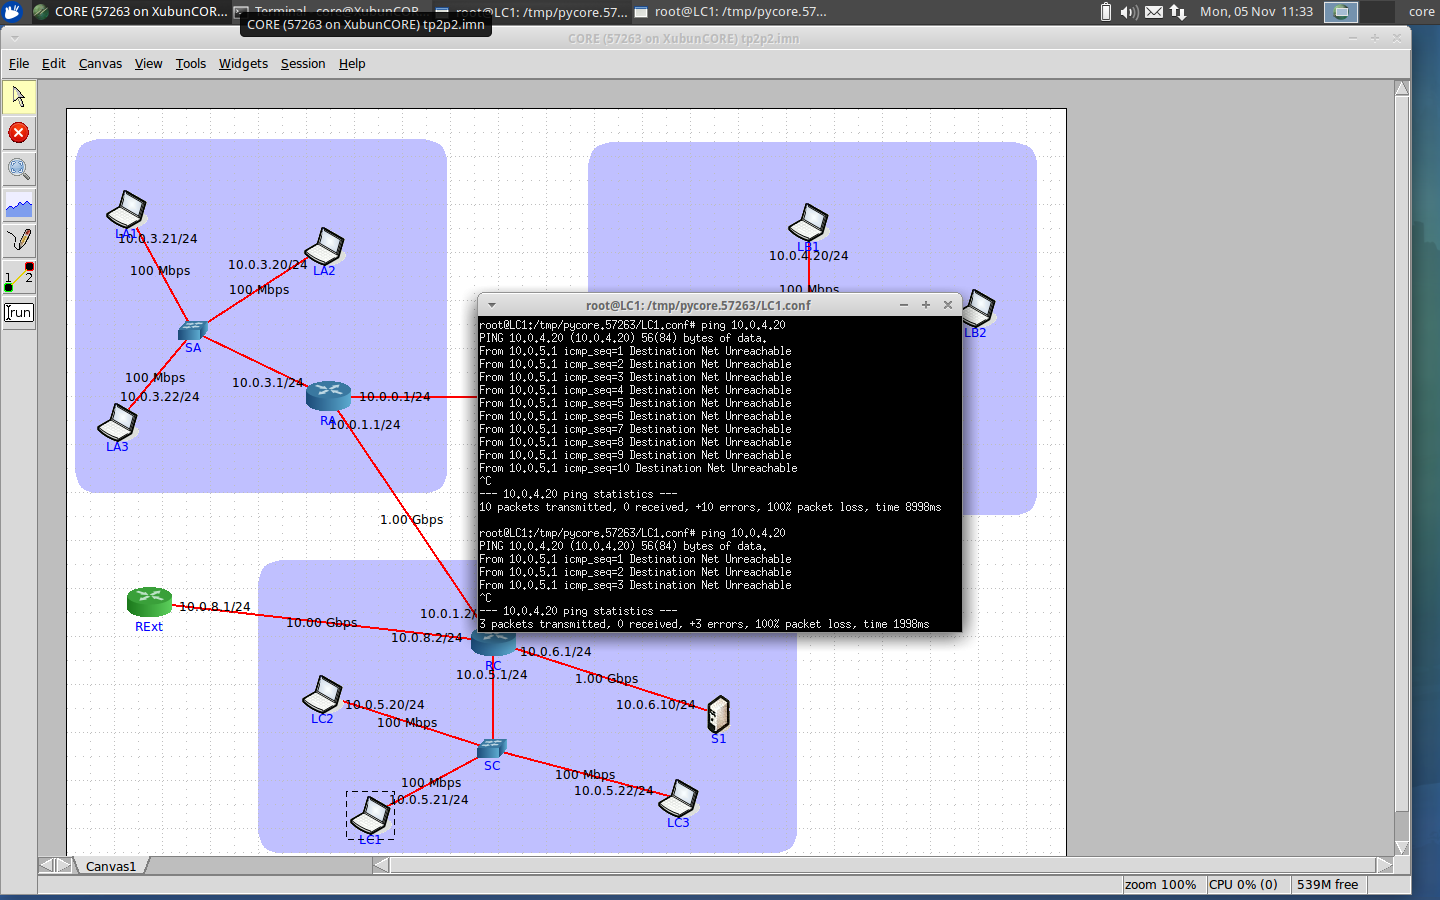 CORE (57263 on XubunCORE...
Terminal - core@XubunCOR...
root@LC1: /tmp/pycore.57...
root@LC1: /tmp/pycore.57...
Mon, 05 Nov 11:33
core
CORE (57263 on XubunCORE) tp2p2.imn
CORE (57263 on XubunCORE) tp2p2.imn
File Edit Canvas View Tools Widgets Session Help
1 2
run
LA1
10.0.3.21/24
100 Mbps
10.0.3.20/24
LA2
100 Mbps
SA
100 Mbps
10.0.3.22/24
LA3
10.0.3.1/24
RA
10.0.0.1/24
10.0.1.1/24
LB1
10.0.4.20/24
100 Mbps
LB2
root@LC1: /tmp/pycore.57263/LC1.conf
root@LC1:/tmp/pycore.57263/LC1.conf# ping 10.0.4.20
PING 10.0.4.20 (10.0.4.20) 56(84) bytes of data.
From 10.0.5.1 icmp_seq=1 Destination Net Unreachable
From 10.0.5.1 icmp_seq=2 Destination Net Unreachable
From 10.0.5.1 icmp_seq=3 Destination Net Unreachable
From 10.0.5.1 icmp_seq=4 Destination Net Unreachable
From 10.0.5.1 icmp_seq=5 Destination Net Unreachable
From 10.0.5.1 icmp_seq=6 Destination Net Unreachable
From 10.0.5.1 icmp_seq=7 Destination Net Unreachable
From 10.0.5.1 icmp_seq=8 Destination Net Unreachable
From 10.0.5.1 icmp_seq=9 Destination Net Unreachable
From 10.0.5.1 icmp_seq=10 Destination Net Unreachable
^C
--- 10.0.4.20 ping statistics ---
10 packets transmitted, 0 received, +10 errors, 100% packet loss, time 8998ms
root@LC1:/tmp/pycore.57263/LC1.conf# ping 10.0.4.20
PING 10.0.4.20 (10.0.4.20) 56(84) bytes of data.
From 10.0.5.1 icmp_seq=1 Destination Net Unreachable
From 10.0.5.1 icmp_seq=2 Destination Net Unreachable
From 10.0.5.1 icmp_seq=3 Destination Net Unreachable
^C
--- 10.0.4.20 ping statistics ---
3 packets transmitted, 0 received, +3 errors, 100% packet loss, time 1998ms
1.00 Gbps
RExt
10.0.8.1/24
10.00 Gbps
10.0.1.2/
10.0.8.2/24
RC
10.0.6.1/24
10.0.5.1/24
1.00 Gbps
10.0.6.10/24
S1
LC2
10.0.5.20/24
100 Mbps
SC
100 Mbps
10.0.5.21/24
LC1
100 Mbps
10.0.5.22/24
LC3
Canvas1
zoom 100%
CPU 0% (0)
539M free